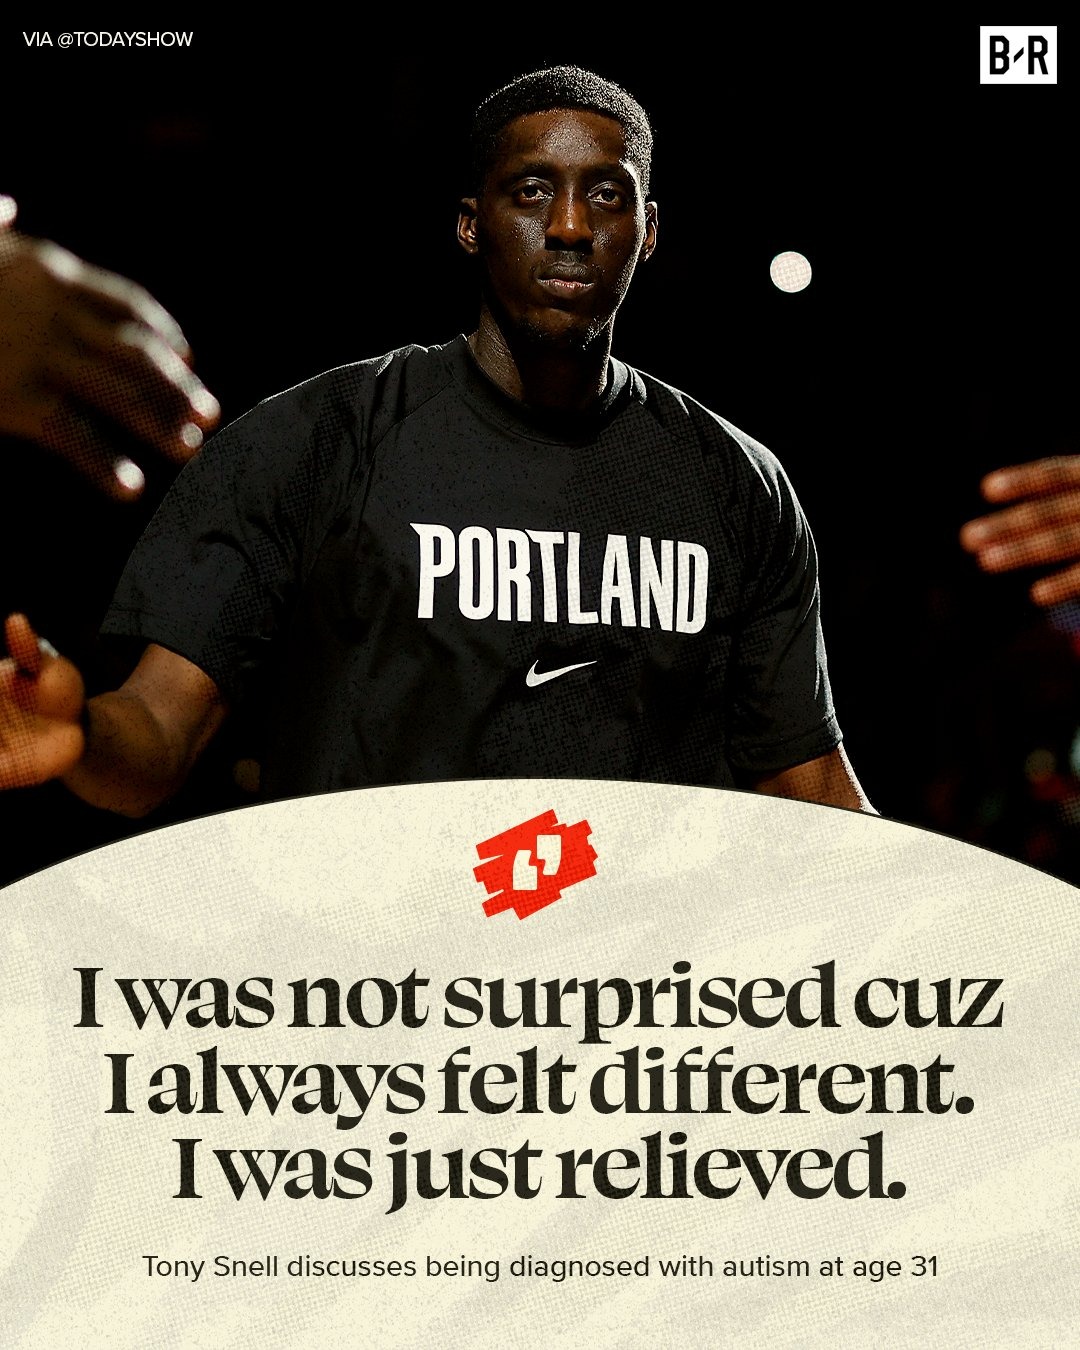 VIA @TODAYSHOW
B-R
PORTLAND
I was not surprised cuz
I always felt different.
I was just relieved.
Tony Snell discusses being diagnosed with autism at age 31